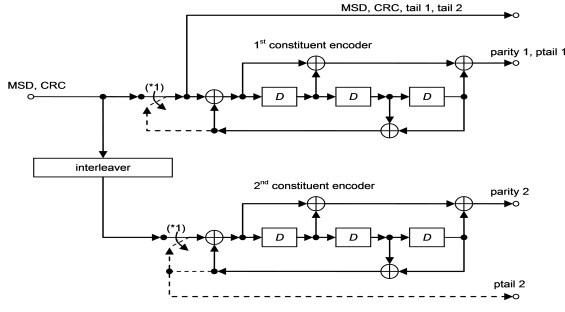 MSD, CRC, tail 1, tail 2
1st constituent encoder
parity 1, ptail 1
MSD, CRC
(*1)
D
D
D
interleaver
2nd constituent encoder
parity 2
(*1)
D
D
D
ptail 2